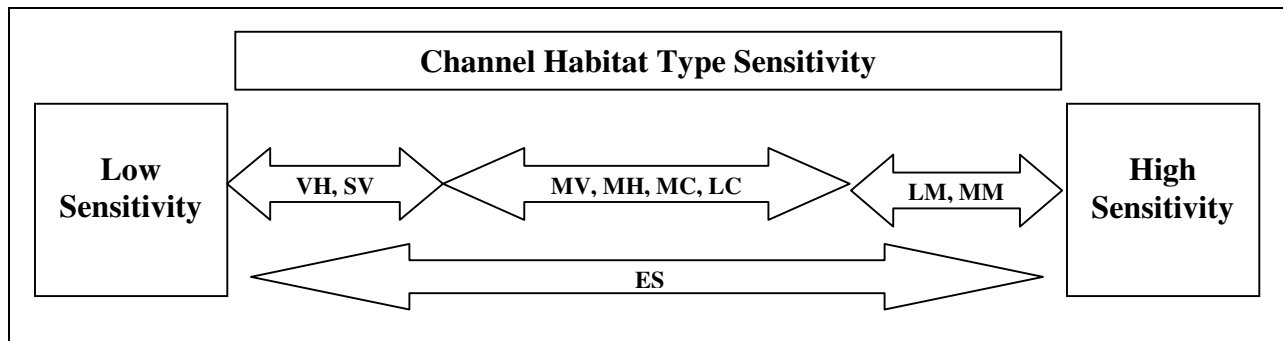 Channel Habitat Type Sensitivity
Low
Sensitivity
VH, SV
MV, MH, MC, LC
LM, MM
High
Sensitivity
ES